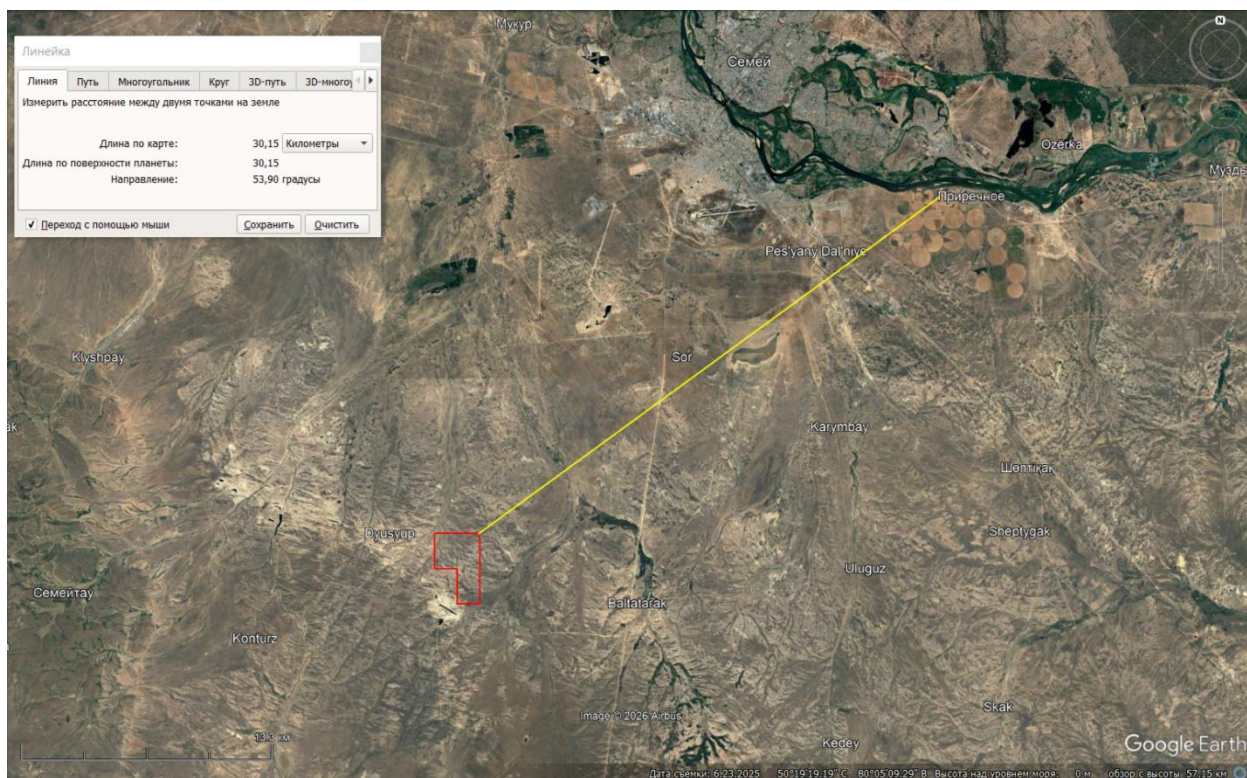 Мукур
Линейка
Семей
Линия Путь Многоугольник Круг 3D-путь 3D-многоу
Измерить расстояние между двумя точками на земле
Длина по карте: 30,15 Километры
Длина по поверхности планеты: 30,15
Направление: 53,90 градусы
Переход с помощью мыши Сохранить Очистить
N
Ozerka
Музды
Приречное
Pes'yany Dal'niye
Klyshpay
Sor
ak
Karymbay
Шөптіқақ
Dyusyup
Sheptygak
Uluguz
Семейтау
Baltatarak
Konturz
Skak
Image © 2026 Airbus
13.3 км
Kedey
Google Earth
Дата съемки: 6.23.2025 50°19'19.19" С 80°05'09.29" В Высота над уровнем моря: 0 м обзор с высоты 57.15 км